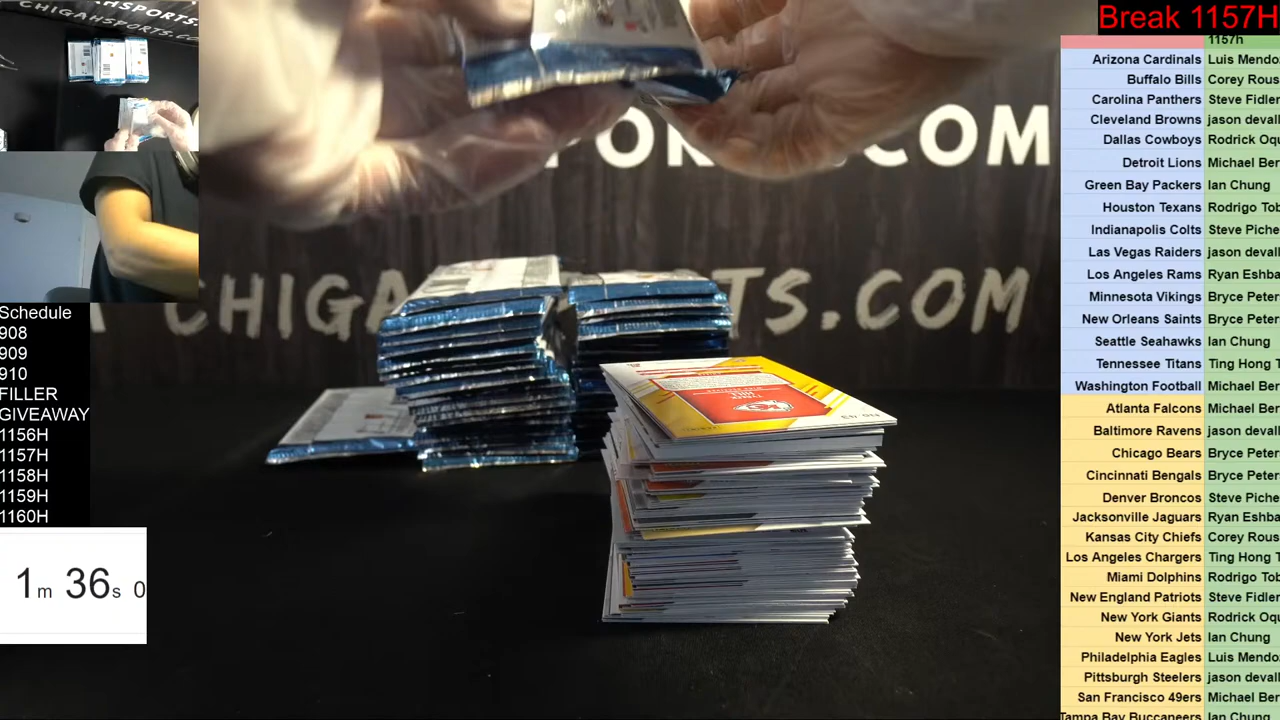 Break 1157H
1157h
Arizona Cardinals Luis Mendo
Buffalo Bills Corey Rous
Carolina Panthers Steve Fidler
Cleveland Browns jason devall
Dallas Cowboys Rodrick Oqu
Detroit Lions Michael Ber
Green Bay Packers Ian Chung
Houston Texans Rodrigo Tob
Indianapolis Colts Steve Piche
Las Vegas Raiders jason devall
Los Angeles Rams Ryan Eshba
Minnesota Vikings Bryce Peter
New Orleans Saints Bryce Peter
Seattle Seahawks Ian Chung
Tennessee Titans Ting Hong T
Washington Football Michael Ber
Atlanta Falcons Michael Ber
Baltimore Ravens jason devall
Chicago Bears Bryce Peter
Cincinnati Bengals Bryce Peter
Denver Broncos Steve Piche
Jacksonville Jaguars Ryan Eshba
Kansas City Chiefs Corey Rous
Los Angeles Chargers Ting Hong T
Miami Dolphins Rodrigo Tob
New England Patriots Steve Fidler
New York Giants Rodrick Oqu
New York Jets Ian Chung
Philadelphia Eagles Luis Mendo
Pittsburgh Steelers jason devall
San Francisco 49ers Michael Ber
Tampa Bay Buccaneers Ian Chung
CHIGAHSPORTS.
PORTS.COM
CHIGA TS.COM
Schedule
908
909
910
FILLER
GIVEAWAY
1156H
1157H
1158H
1159H
1160H
1m 36s 0